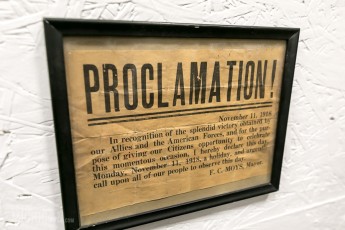 PROCLAMATION!
November 11, 1918.
In recognition of the splendid victory obtained by
our Allies and the American Forces, and for the pur-
pose of giving our Citizens opportunity to celebrate
this momentous occasion, I hereby declare this day,
Monday, November 11, 1918, a holiday, and
call upon all of our people to observe this day.
F. C. MOYS, Mayor.